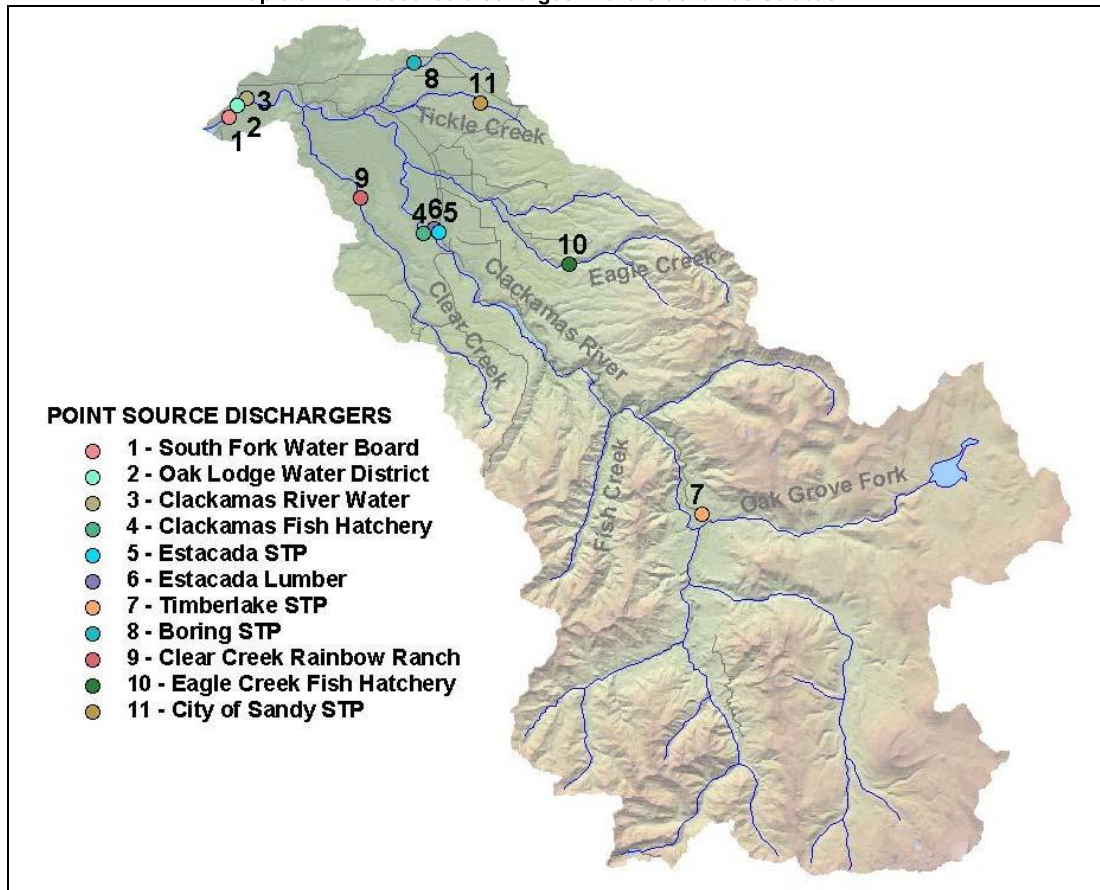 8
11
3
Tickle Creek
2
1
9
6
4
5
10
Eagle Creek
Clackamas River
Clear Creek
POINT SOURCE DISCHARGERS
1 - South Fork Water Board
2 - Oak Lodge Water District
3 - Clackamas River Water
4 - Clackamas Fish Hatchery
5 - Estacada STP
6 - Estacada Lumber
7 - Timberlake STP
8 - Boring STP
9 - Clear Creek Rainbow Ranch
10 - Eagle Creek Fish Hatchery
11 - City of Sandy STP
Fish Creek
7
Oak Grove Fork